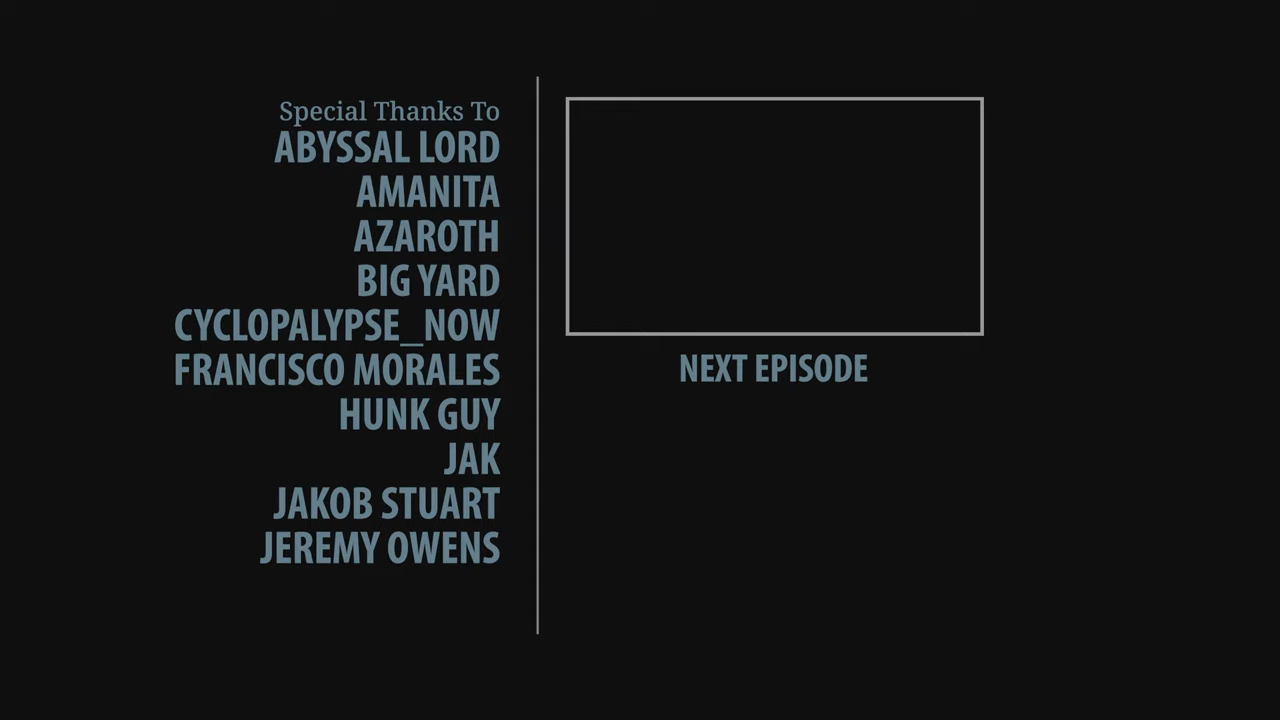 Special Thanks To
ABYSSAL LORD
AMANITA
AZAROTH
BIG YARD
CYCLOPALYPSE_NOW
FRANCISCO MORALES
HUNK GUY
JAK
JAKOB STUART
JEREMY OWENS
NEXT EPISODE